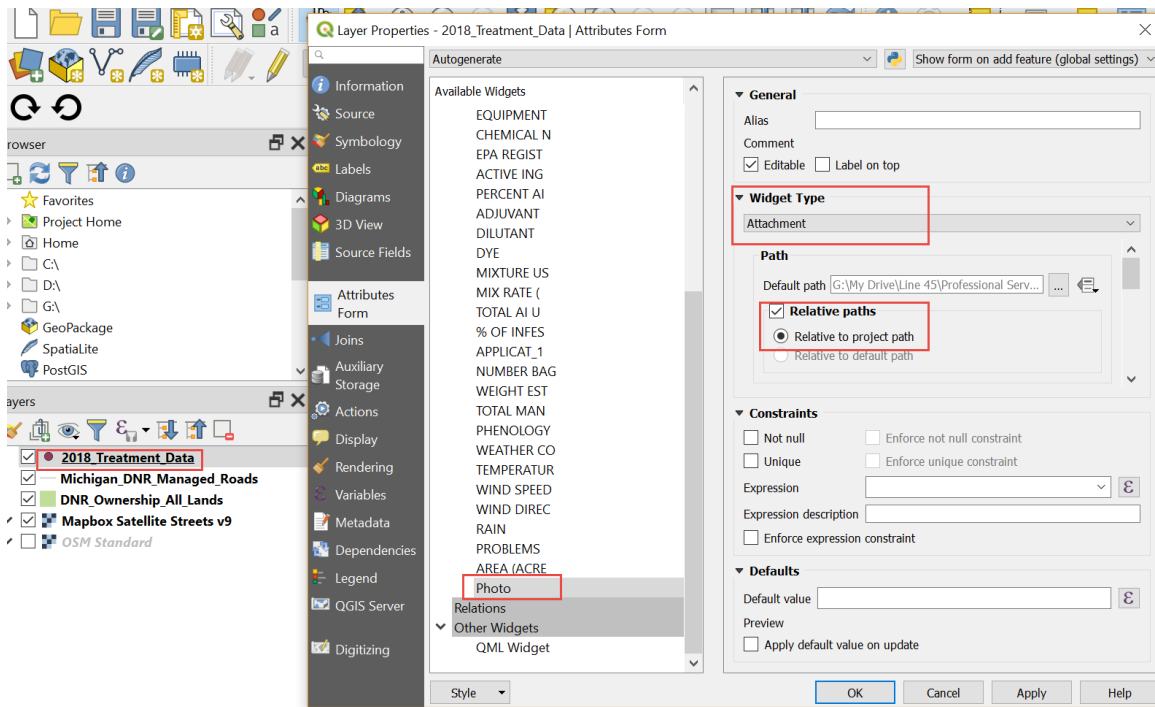 Layer Properties - 2018_Treatment_Data | Attributes Form
Autogenerate
Show form on add feature (global settings)
Information
Source
Symbology
abc Labels
Diagrams
3D View
Source Fields
Attributes
Form
Joins
Auxiliary
Storage
Actions
Display
Rendering
Variables
Metadata
Dependencies
Legend
QGIS Server
Digitizing
rowser
Favorites
Project Home
Home
C:\
D:\
G:\
GeoPackage
SpatiaLite
PostGIS
ayers
2018_Treatment_Data
Michigan_DNR_Managed_Roads
DNR_Ownership_All_Lands
Mapbox Satellite Streets v9
OSM Standard
Available Widgets
EQUIPMENT
CHEMICAL N
EPA REGIST
ACTIVE ING
PERCENT AI
ADJUVANT
DILUTANT
DYE
MIXTURE US
MIX RATE (
TOTAL AI U
% OF INFES
APPLICAT_1
NUMBER BAG
WEIGHT EST
TOTAL MAN
PHENOLOGY
WEATHER CO
TEMPERATUR
WIND SPEED
WIND DIREC
RAIN
PROBLEMS
AREA (ACRE
Photo
Relations
Other Widgets
QML Widget
Style
General
Alias
Comment
Editable Label on top
Widget Type
Attachment
Path
Default path G:\My Drive\Line 45\Professional Serv... ...
Relative paths
Relative to project path
Relative to default path
Constraints
Not null Enforce not null constraint
Unique Enforce unique constraint
Expression ε
Expression description
Enforce expression constraint
Defaults
Default value ε
Preview
Apply default value on update
OK Cancel Apply Help